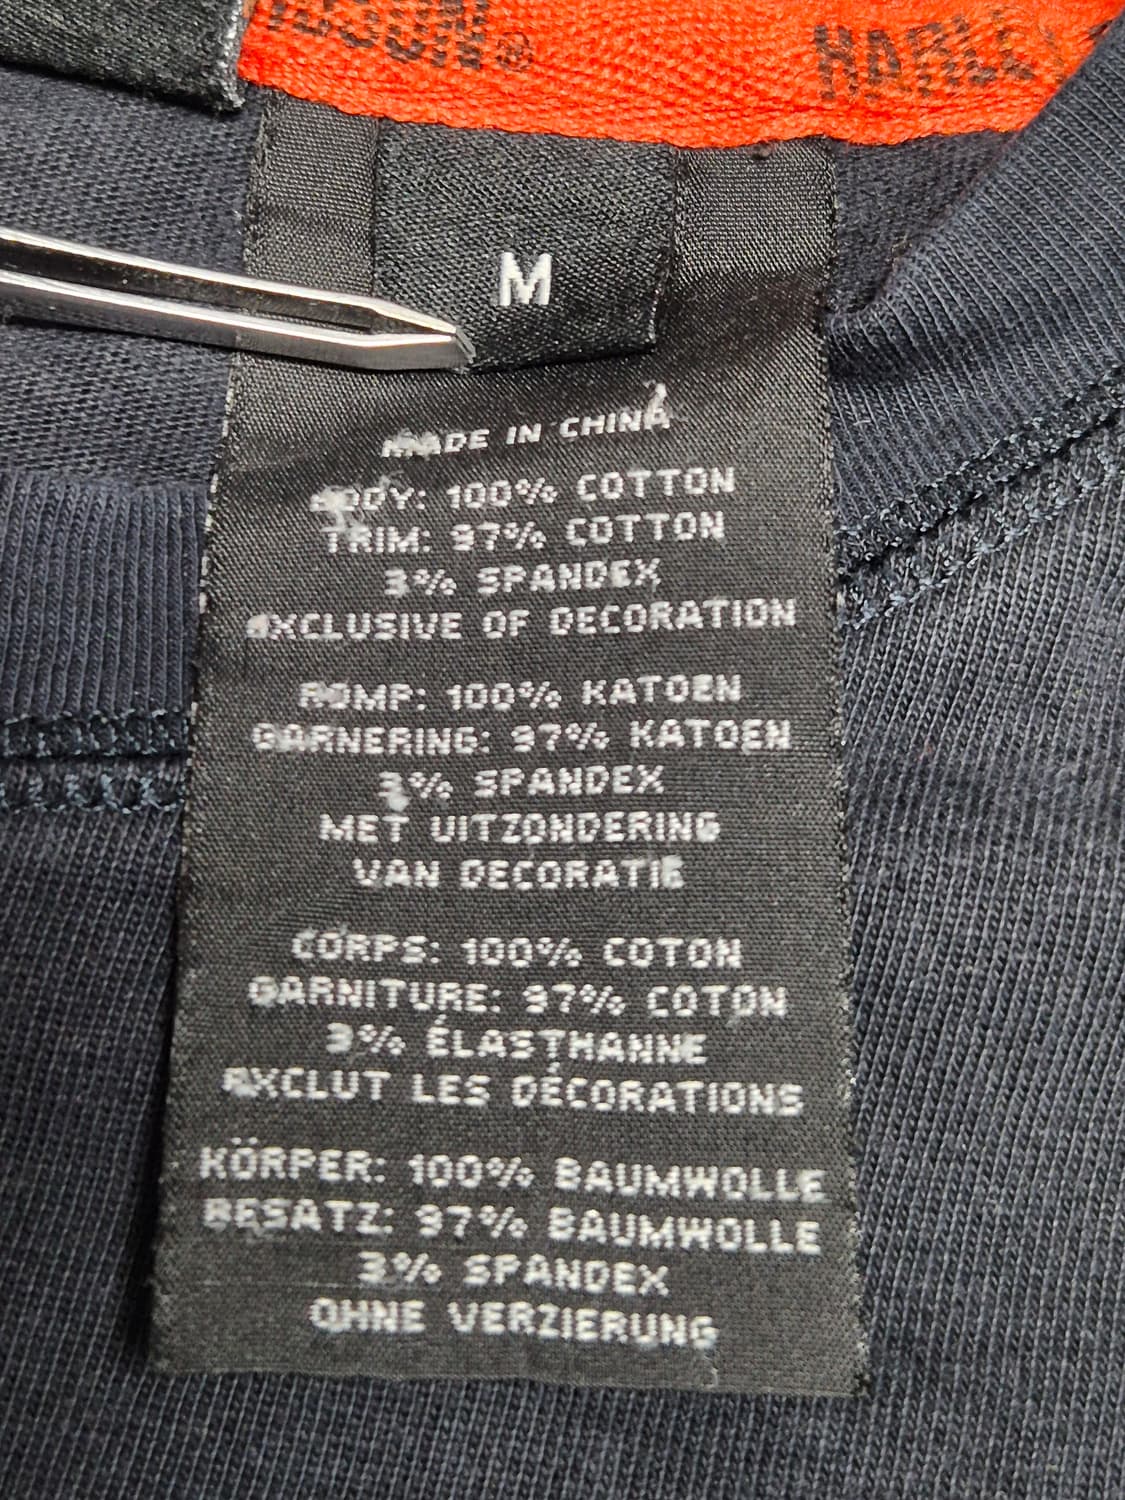 DSON®
HARLE
M
MADE IN CHINA
BODY: 100% COTTON
TRIM: 97% COTTON
3% SPANDEX
EXCLUSIVE OF DECORATION
ROMP: 100% KATOEN
GARNERING: 97% KATOEN
3% SPANDEX
MET UITZONDERING
VAN DECORATIE
CORPS: 100% COTON
GARNITURE: 97% COTON
3% ÉLASTHANNE
EXCLUT LES DÉCORATIONS
KÖRPER: 100% BAUMWOLLE
BESATZ: 97% BAUMWOLLE
3% SPANDEX
OHNE VERZIERUNG